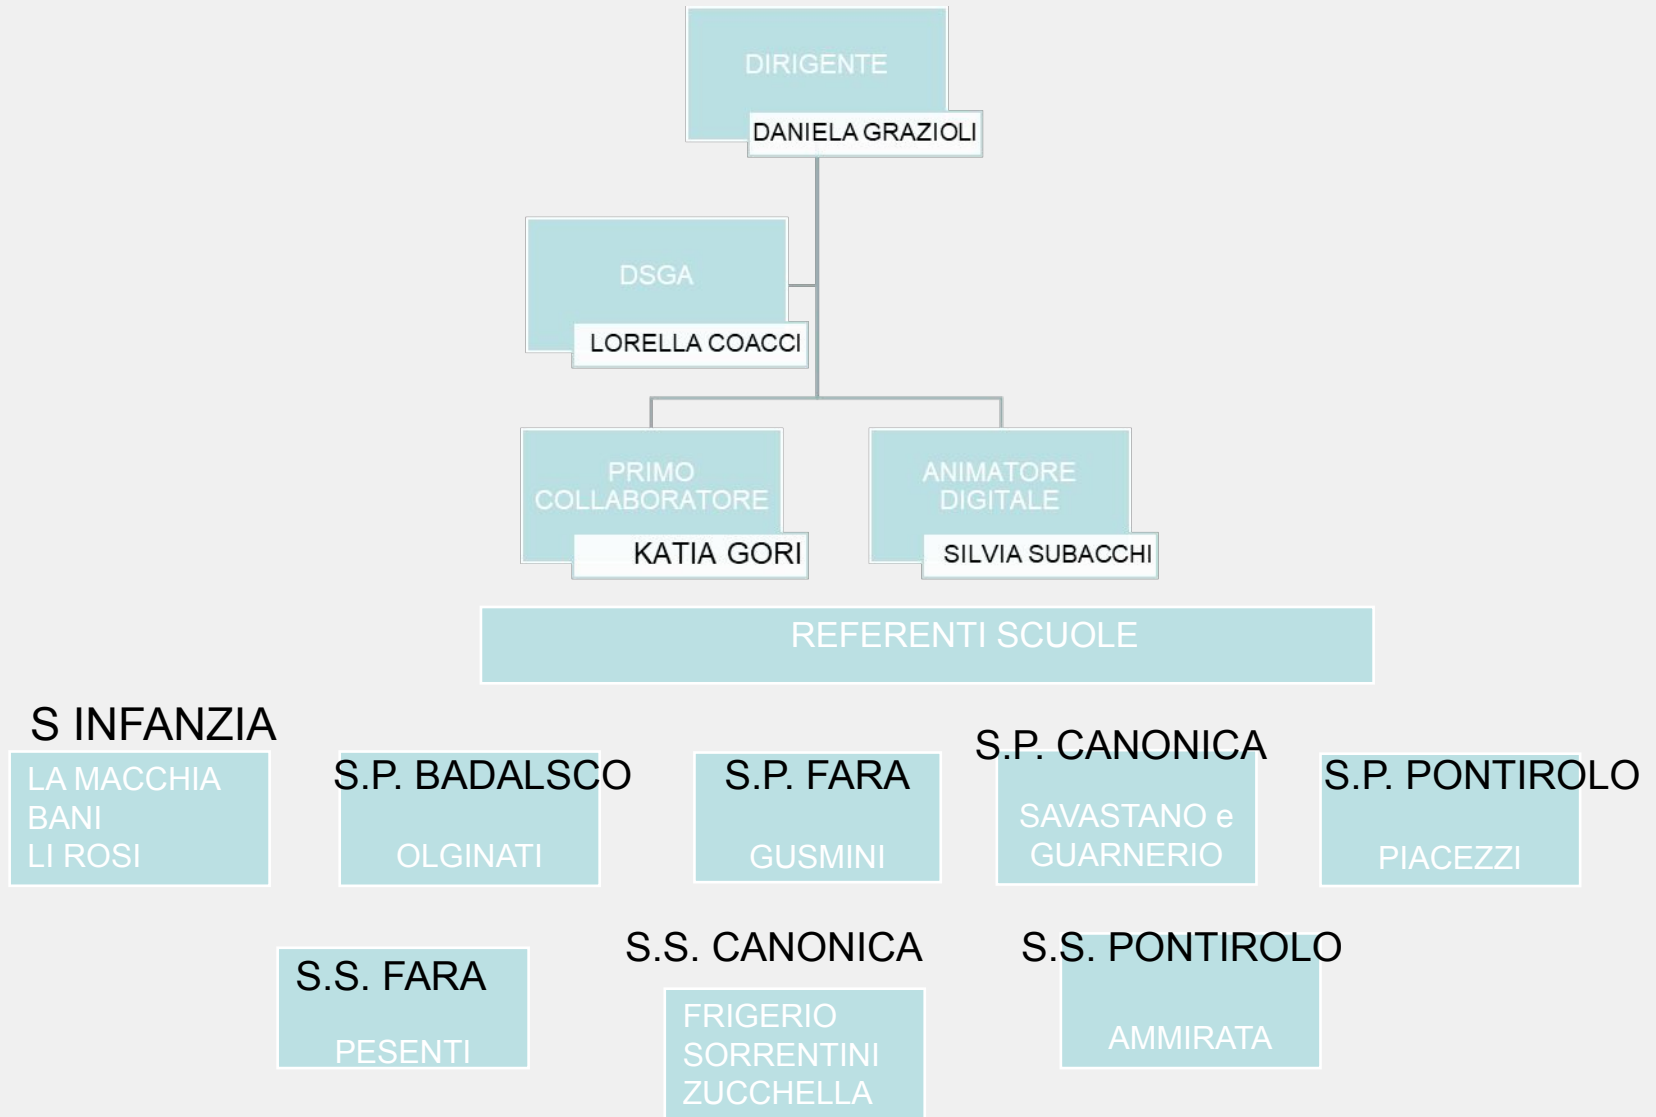 DIRIGENTE
DANIELA GRAZIOLI
DSGA
LORELLA COACCI
PRIMO
COLLABORATORE
KATIA GORI
ANIMATORE
DIGITALE
SILVIA SUBACCHI
REFERENTI SCUOLE
S INFANZIA
LA MACCHIA
BANI
LI ROSI
S.P. BADALSCO
OLGINATI
S.P. FARA
GUSMINI
S.P. CANONICA
SAVASTANO e
GUARNERIO
S.P. PONTIROLO
PIACEZZI
S.S. FARA
PESENTI
S.S. CANONICA
FRIGERIO
SORRENTINI
ZUCCHELLA
S.S. PONTIROLO
AMMIRATA